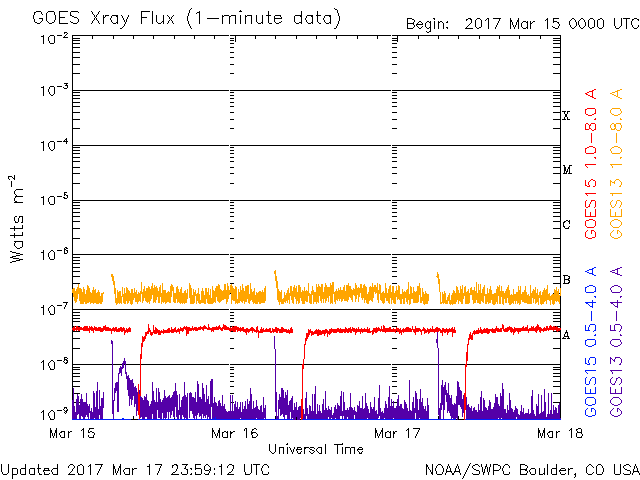 GOES Xray Flux (1-minute data)
Begin: 2017 Mar 15 0000 UTC
10-2
10-3
10-4
10-5
10-6
10-7
10-8
10-9
Watts m-2
X
M
C
B
A
GOES15 1.0-8.0 A
GOES13 1.0-8.0 A
GOES15 0.5-4.0 A
GOES13 0.5-4.0 A
Mar 15
Mar 16
Mar 17
Mar 18
Universal Time
Updated 2017 Mar 17 23:59:12 UTC
NOAA/SWPC Boulder, CO USA